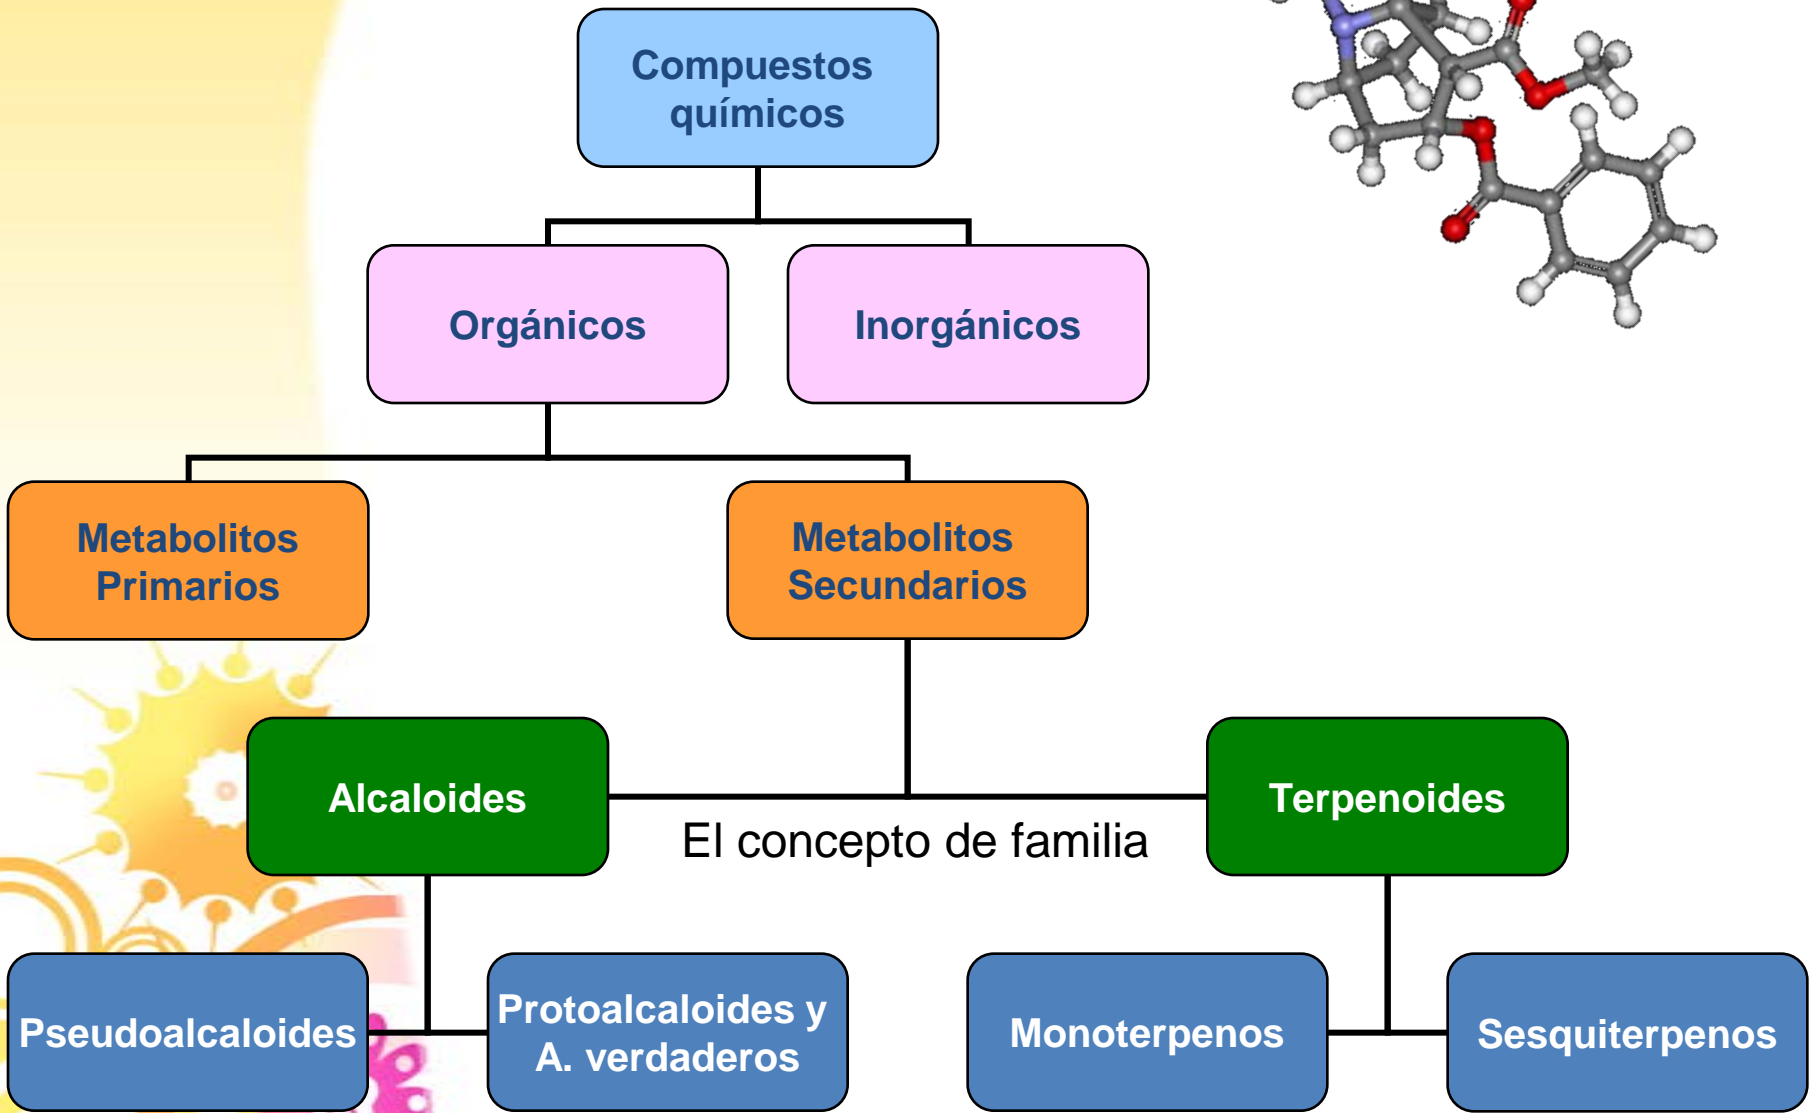 Compuestos
químicos
Orgánicos
Inorgánicos
Metabolitos
Primarios
Metabolitos
Secundarios
Alcaloides
Terpenoides
El concepto de familia
Pseudoalcaloides
Protoalcaloides y
A. verdaderos
Monoterpenos
Sesquiterpenos